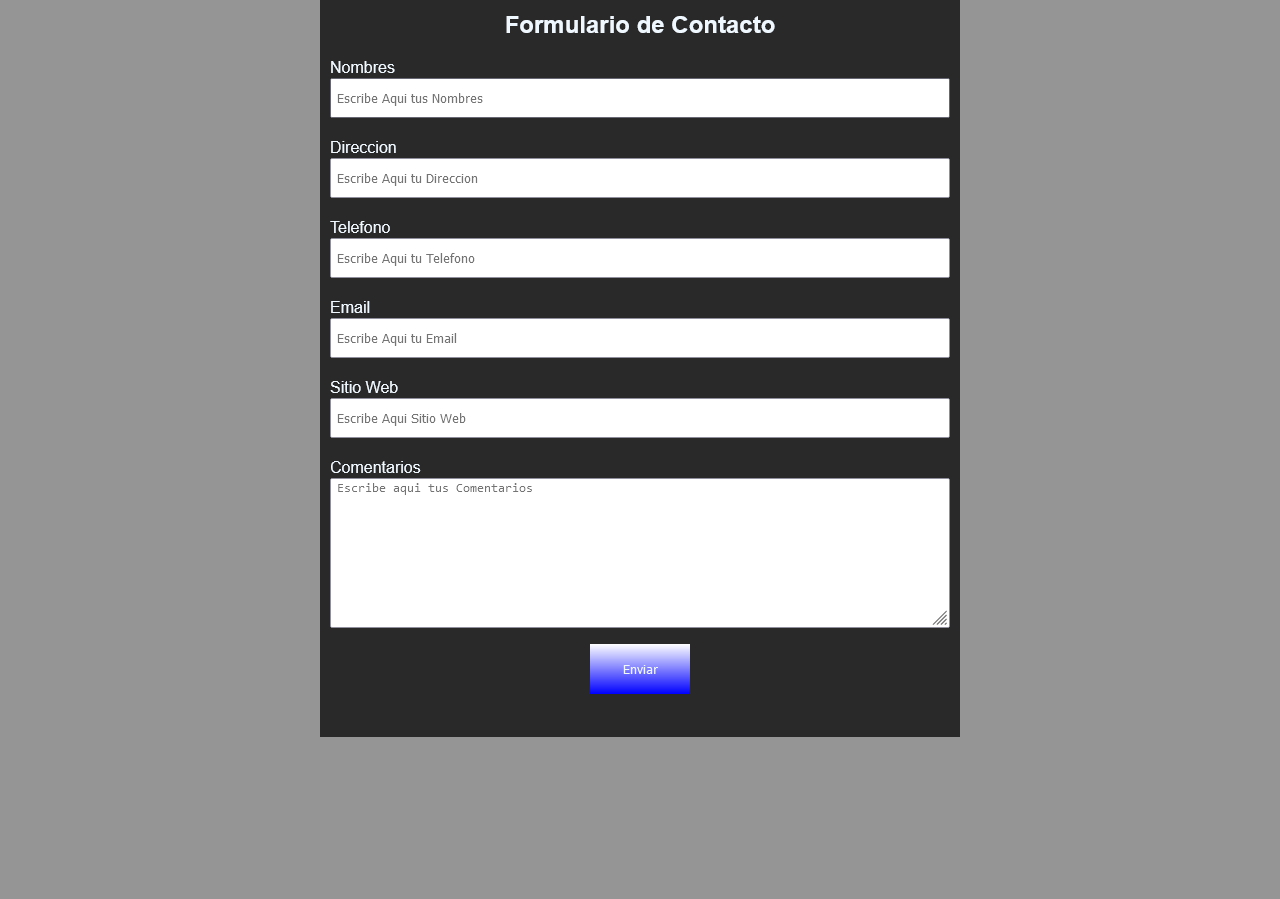 Formulario de Contacto
Nombres
Escribe Aqui tus Nombres
Direccion
Escribe Aqui tu Direccion
Telefono
Escribe Aqui tu Telefono
Email
Escribe Aqui tu Email
Sitio Web
Escribe Aqui Sitio Web
Comentarios
Escribe aqui tus Comentarios
Enviar